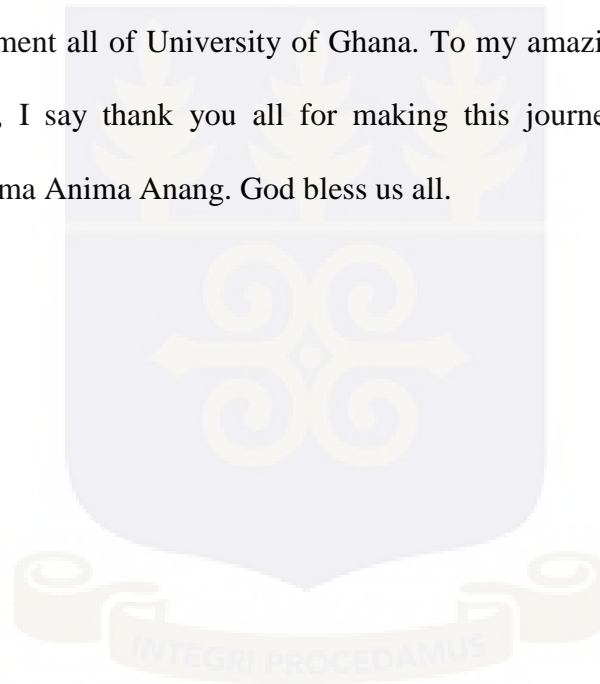 ment all of University of Ghana. To my amazi
, I say thank you all for making this journe
ma Anima Anang. God bless us all.
INTEGRI PROCEDAMUS